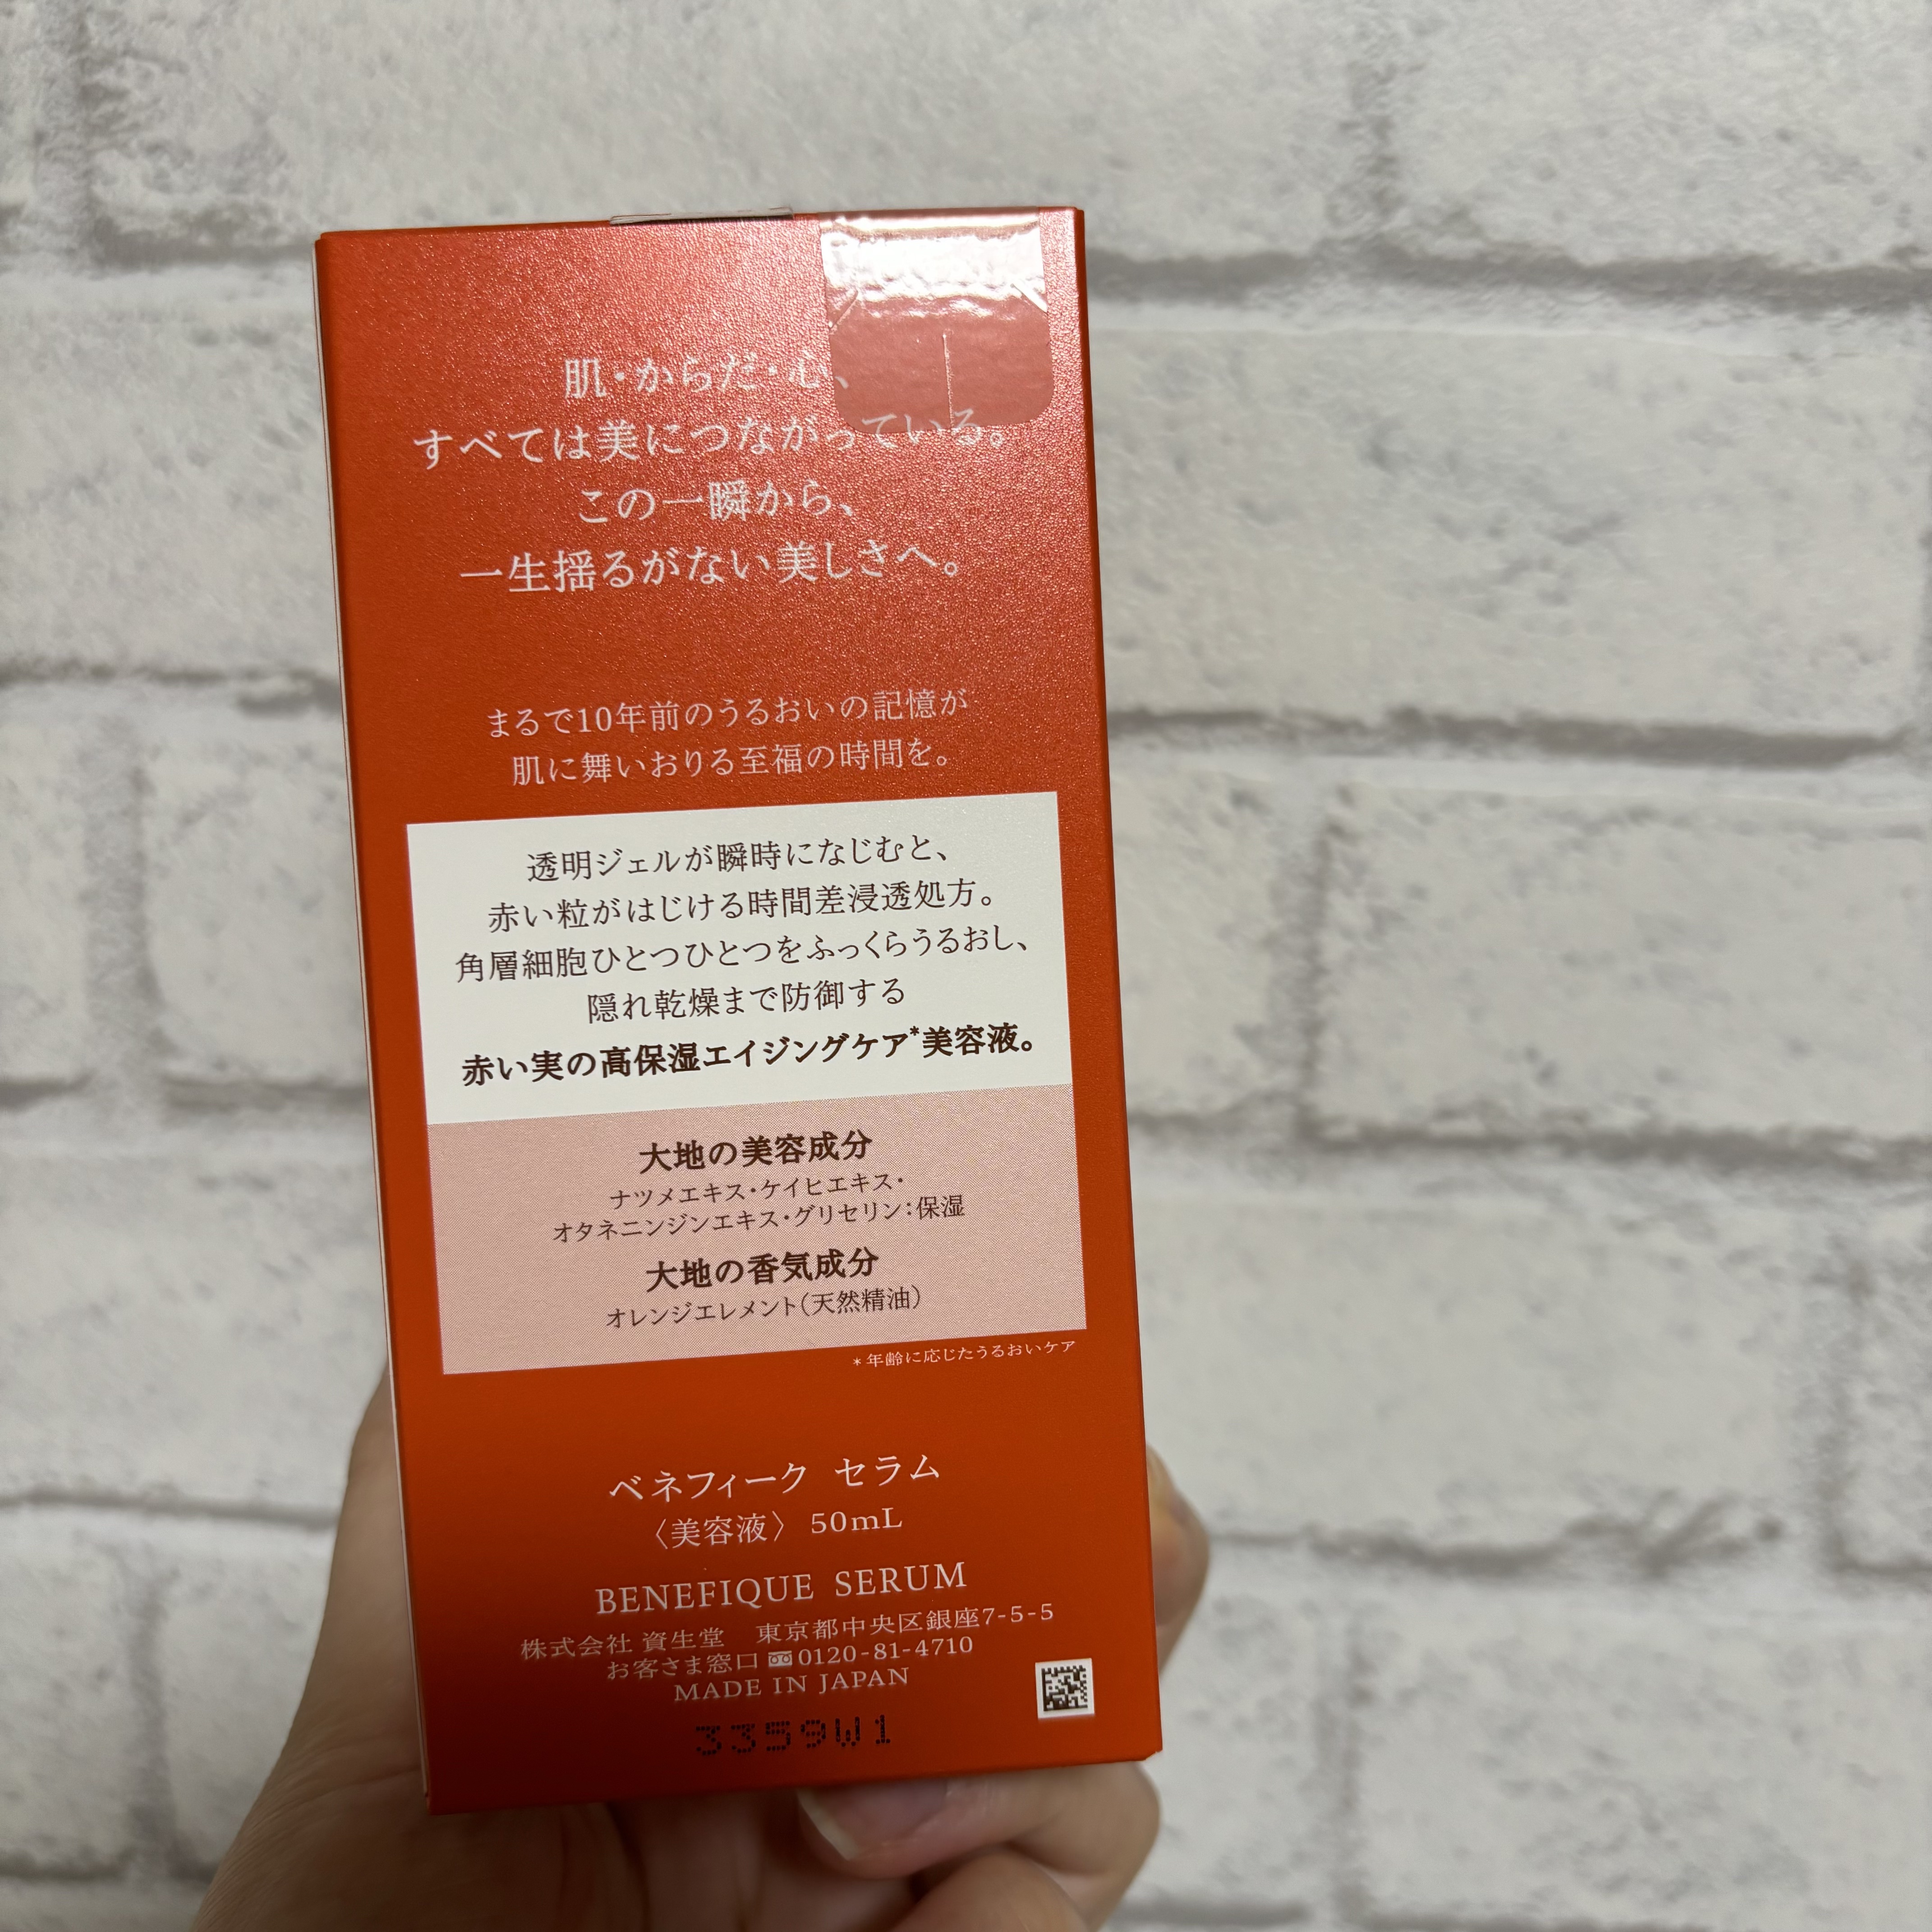 肌・からだ・心、
すべては美につながっている。
この一瞬から、
一生揺るがない美しさへ。
まるで10年前のうるおいの記憶が
肌に舞いおりる至福の時間を。
透明ジェルが瞬時になじむと、
赤い粒がはじける時間差浸透処方。
角層細胞ひとつひとつをふっくらうるおし、
隠れ乾燥まで防御する
赤い実の高保湿エイジングケア*美容液。
大地の美容成分
ナツメエキス・ケイヒエキス・
オタネニンジンエキス・グリセリン：保湿
大地の香気成分
オレンジエレメント（天然精油）
*年齢に応じたうるおいケア
ベネフィーク セラム
〈美容液〉 50mL
BENEFIQUE SERUM
株式会社 資生堂 東京都中央区銀座7-5-5
お客さま窓口 0120-81-4710
MADE IN JAPAN
3359W1